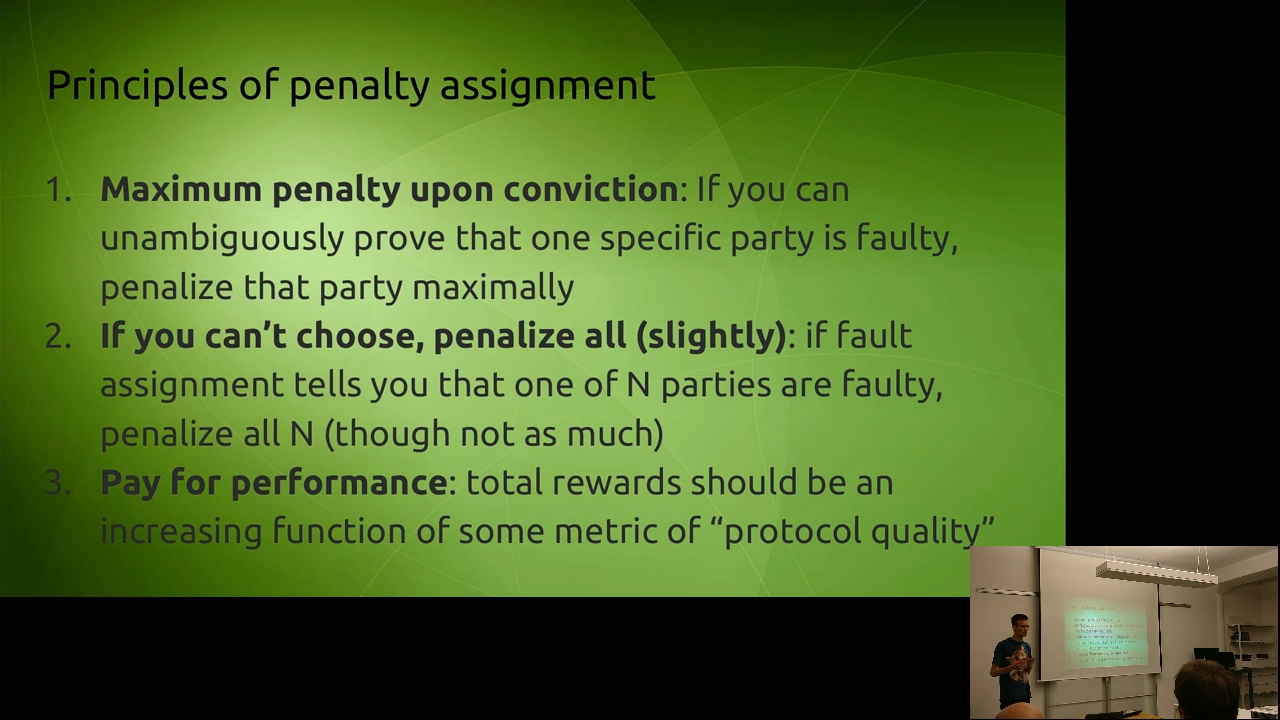 Principles of penalty assignment
1. Maximum penalty upon conviction: If you can
unambiguously prove that one specific party is faulty,
penalize that party maximally
2. If you can’t choose, penalize all (slightly): if fault
assignment tells you that one of N parties are faulty,
penalize all N (though not as much)
3. Pay for performance: total rewards should be an
increasing function of some metric of “protocol quality”